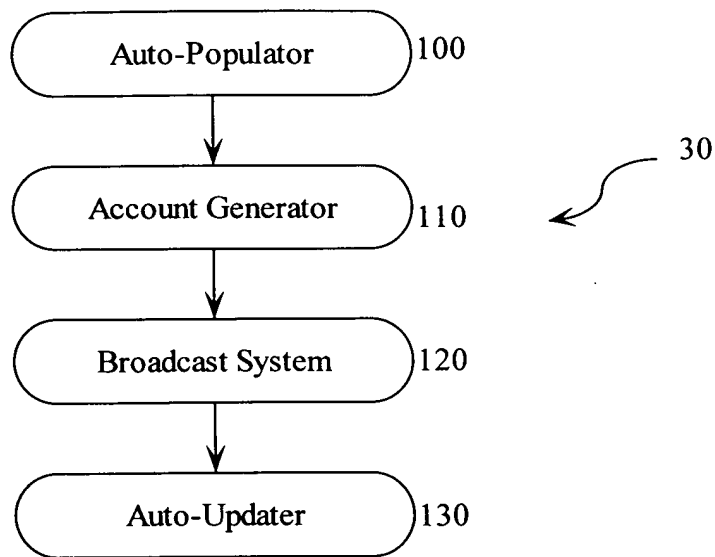 Auto-Populator 100
30
Account Generator 110
Broadcast System 120
Auto-Updater 130